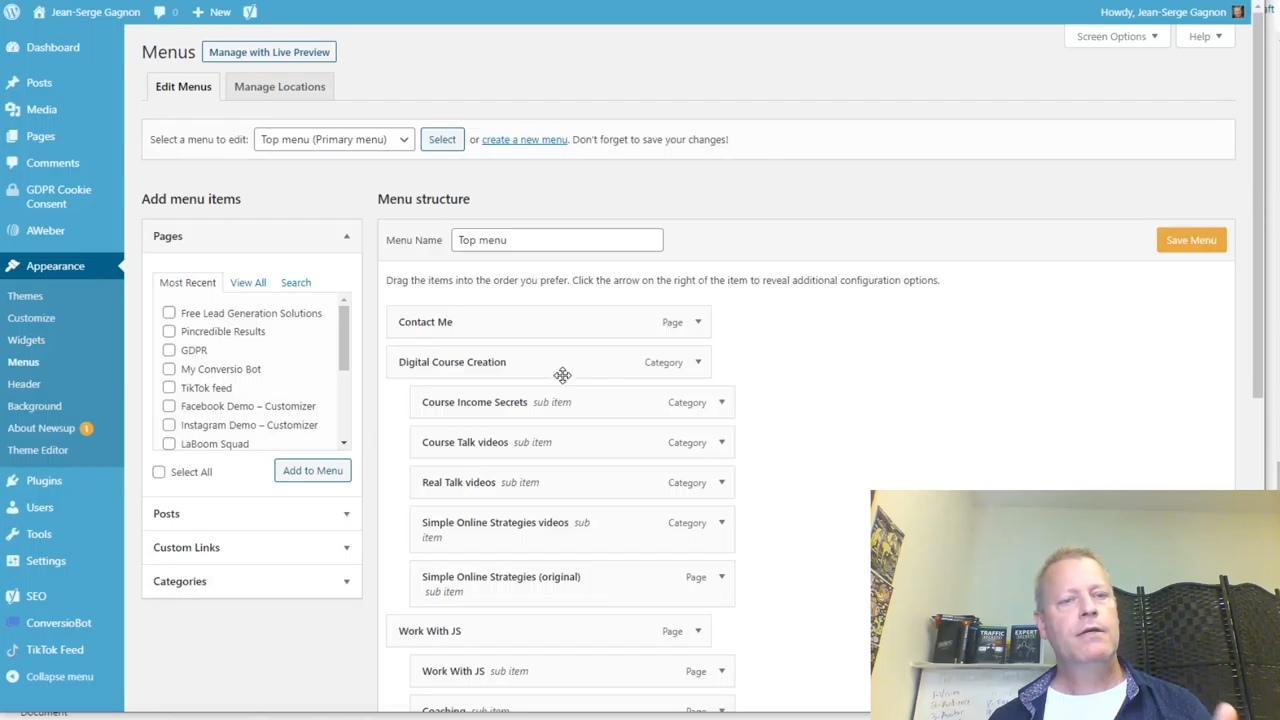 Jean-Serge Gagnon
0
New
Howdy, Jean-Serge Gagnon
Dashboard
Posts
Media
Pages
Comments
GDPR Cookie
Consent
AWeber
Appearance
Themes
Customize
Widgets
Menus
Header
Background
About Newsup 1
Theme Editor
Plugins
Users
Tools
Settings
SEO
ConversioBot
TikTok Feed
Collapse menu
Screen Options
Help
Menus
Manage with Live Preview
Edit Menus
Manage Locations
Select a menu to edit: Top menu (Primary menu) Select or create a new menu. Don't forget to save your changes!
Add menu items
Pages
Most Recent
View All
Search
Free Lead Generation Solutions
Pincredible Results
GDPR
My Conversio Bot
TikTok feed
Facebook Demo – Customizer
Instagram Demo – Customizer
LaBoom Squad
Select All
Add to Menu
Posts
Custom Links
Categories
Menu structure
Menu Name Top menu
Save Menu
Drag the items into the order you prefer. Click the arrow on the right of the item to reveal additional configuration options.
Contact Me Page
Digital Course Creation Category
Course Income Secrets sub item Category
Course Talk videos sub item Category
Real Talk videos sub item Category
Simple Online Strategies videos sub Category
item
Simple Online Strategies (original) Page
sub item
Work With JS Page
Work With JS sub item Page
Coaching sub item Page
TRAFFIC
SECRETS
EXPERT
SECRETS